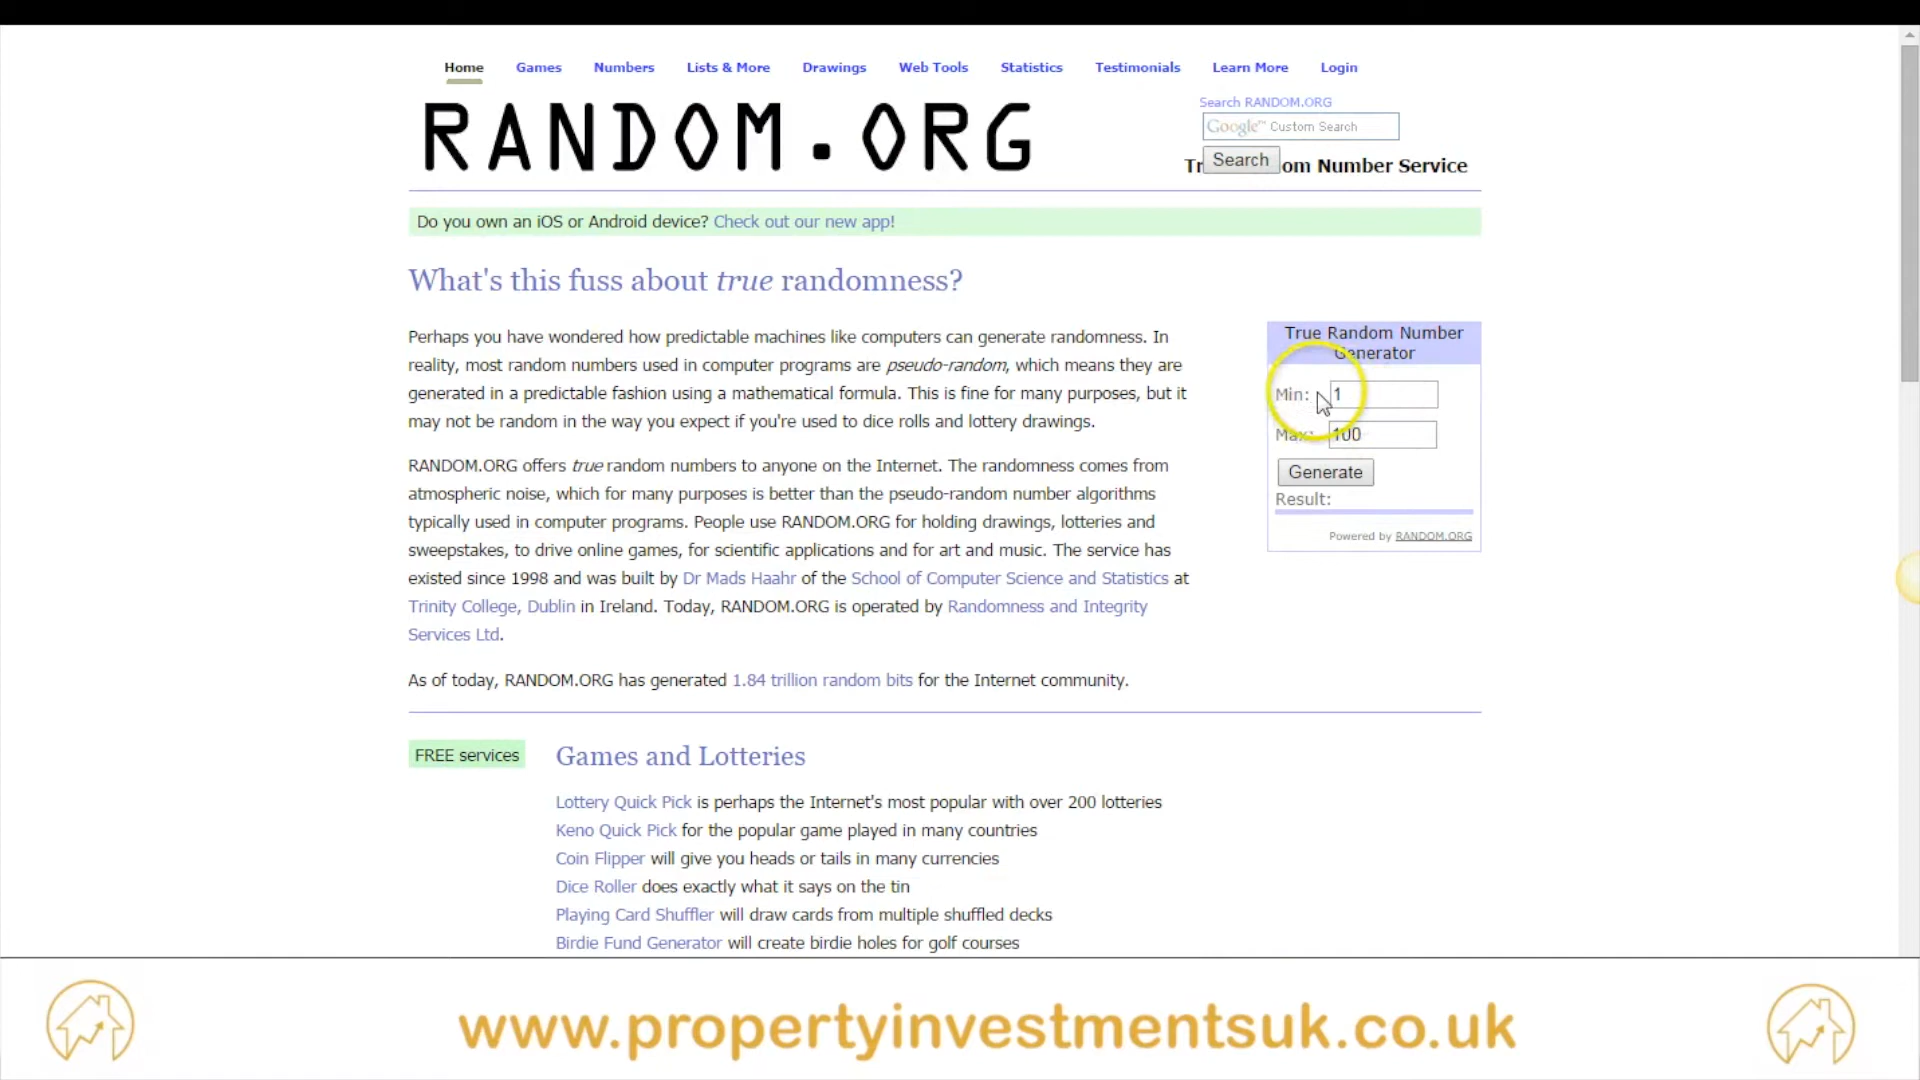 Home Games Numbers Lists & More Drawings Web Tools Statistics Testimonials Learn More Login
RANDOM.ORG
Search RANDOM.ORG
Google™ Custom Search
Search
Tr om Number Service
Do you own an iOS or Android device? Check out our new app!
What's this fuss about true randomness?
Perhaps you have wondered how predictable machines like computers can generate randomness. In
reality, most random numbers used in computer programs are pseudo-random, which means they are
generated in a predictable fashion using a mathematical formula. This is fine for many purposes, but it
may not be random in the way you expect if you're used to dice rolls and lottery drawings.
RANDOM.ORG offers true random numbers to anyone on the Internet. The randomness comes from
atmospheric noise, which for many purposes is better than the pseudo-random number algorithms
typically used in computer programs. People use RANDOM.ORG for holding drawings, lotteries and
sweepstakes, to drive online games, for scientific applications and for art and music. The service has
existed since 1998 and was built by Dr Mads Haahr of the School of Computer Science and Statistics at
Trinity College, Dublin in Ireland. Today, RANDOM.ORG is operated by Randomness and Integrity
Services Ltd.
As of today, RANDOM.ORG has generated 1.84 trillion random bits for the Internet community.
True Random Number
Generator
Min: 1
Max: 100
Generate
Result:
Powered by RANDOM.ORG
FREE services
Games and Lotteries
Lottery Quick Pick is perhaps the Internet's most popular with over 200 lotteries
Keno Quick Pick for the popular game played in many countries
Coin Flipper will give you heads or tails in many currencies
Dice Roller does exactly what it says on the tin
Playing Card Shuffler will draw cards from multiple shuffled decks
Birdie Fund Generator will create birdie holes for golf courses
www.propertyinvestmentsuk.co.uk